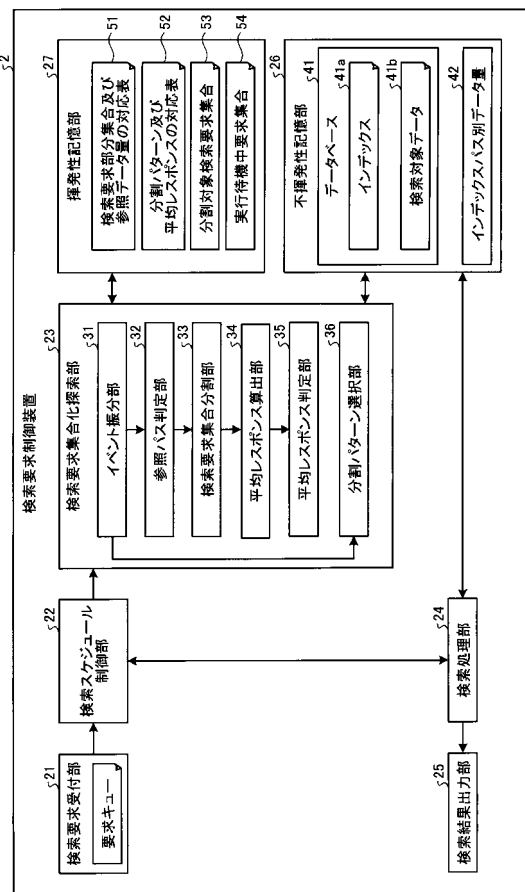 2
検索要求制御装置
21
検索要求受付部
要求キュー
22
検索スケジュール
制御部
23
検索要求集合化探索部
31
イベント振分部
32
参照パス判定部
33
検索要求集合分割部
34
平均レスポンス算出部
35
平均レスポンス判定部
36
分割パターン選択部
24
検索処理部
25
検索結果出力部
27
揮発性記憶部
51
検索要求部分集合及び
参照データ量の対応表
52
分割パターン及び
平均レスポンスの対応表
53
分割対象検索要求集合
54
実行待機中要求集合
26
不揮発性記憶部
41
データベース
41a
インデックス
41b
検索対象データ
42
インデックスパス別データ量